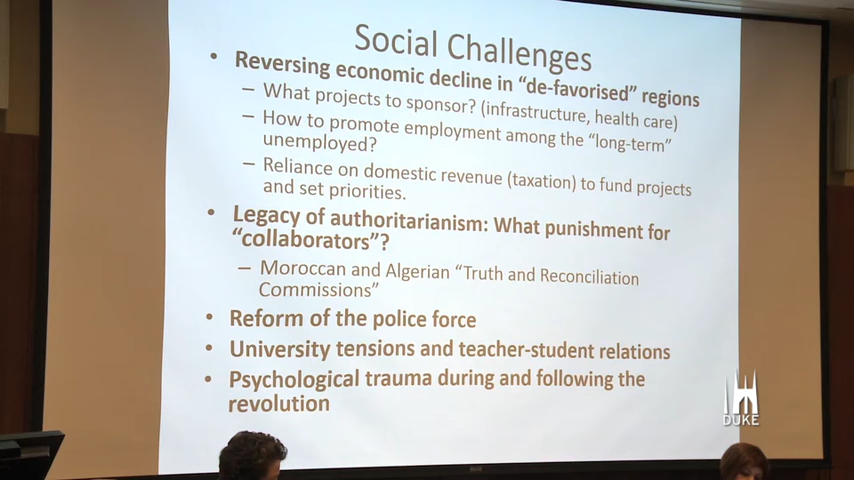 Social Challenges
• Reversing economic decline in “de-favorised” regions
– What projects to sponsor? (infrastructure, health care)
– How to promote employment among the “long-term”
unemployed?
– Reliance on domestic revenue (taxation) to fund projects
and set priorities.
• Legacy of authoritarianism: What punishment for
“collaborators”?
– Moroccan and Algerian “Truth and Reconciliation
Commissions”
• Reform of the police force
• University tensions and teacher-student relations
• Psychological trauma during and following the
revolution
DUKE